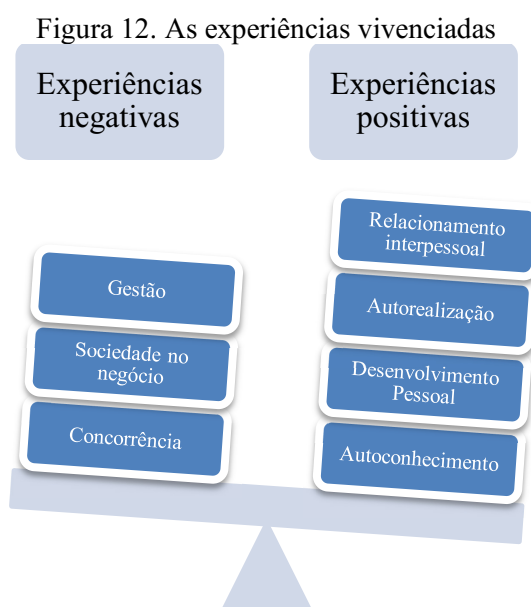 Figura 12. As experiências vivenciadas
Experiências
negativas
Experiências
positivas
Gestão
Sociedade no
negócio
Concorrência
Relacionamento
interpessoal
Autorealização
Desenvolvimento
Pessoal
Autoconhecimento